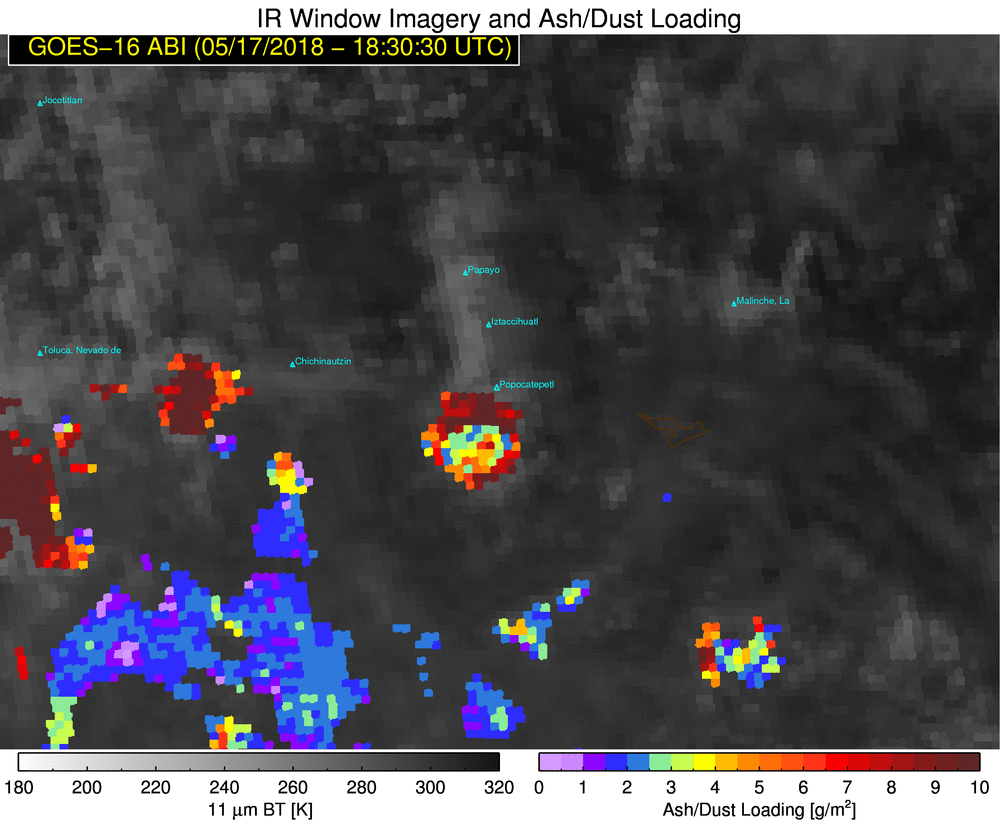 IR Window Imagery and Ash/Dust Loading
GOES−16 ABI (05/17/2018 − 18:30:30 UTC)
Jocotitlan
Papayo
Malinche, La
Iztaccihuatl
Toluca, Nevado de
Chichinautzin
Popocatepetl
180 200 220 240 260 280 300 320
0 1 2 3 4 5 6 7 8 9 10
11 µm BT [K]
Ash/Dust Loading [g/m²]